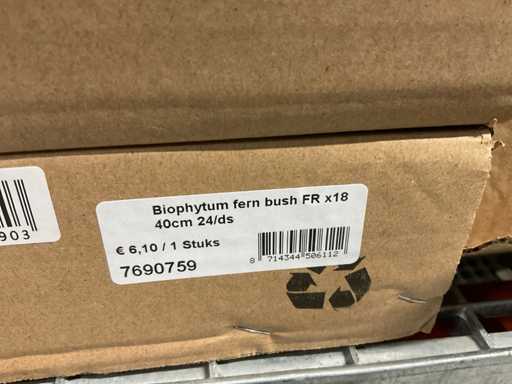 Biophytum fern bush FR x18
40cm 24/ds
€ 6,10 / 1 Stuks
7690759
8 714344 506112
903